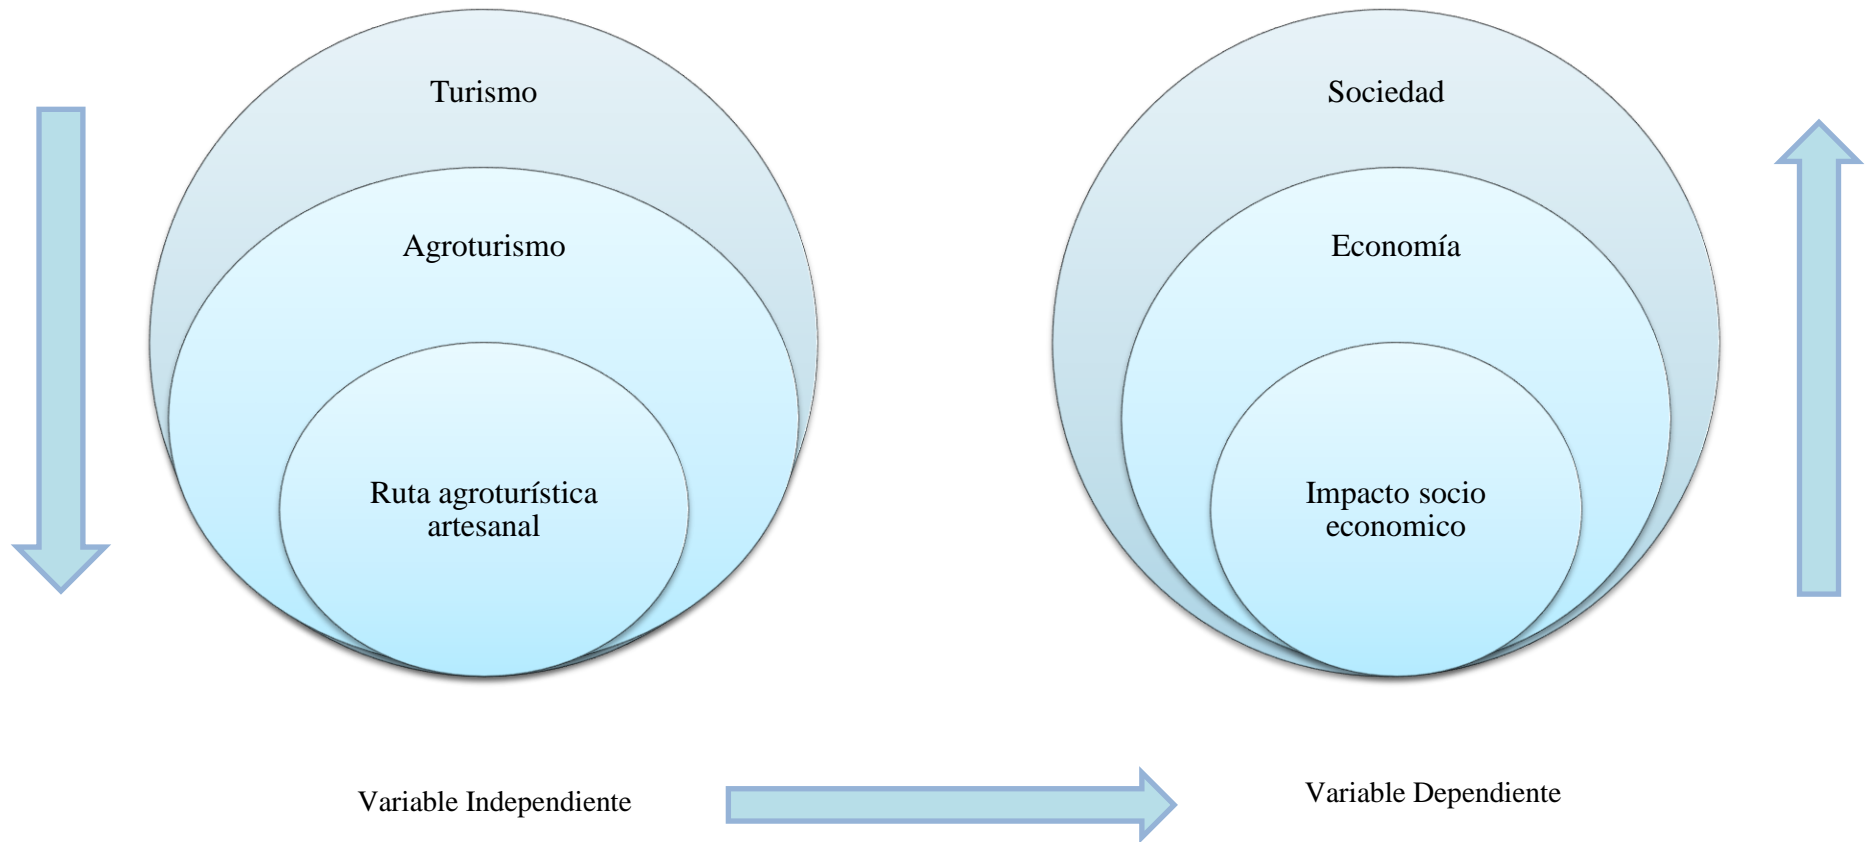 Turismo
Agroturismo
Ruta agroturística
artesanal
Sociedad
Economía
Impacto socio
economico
Variable Independiente
Variable Dependiente